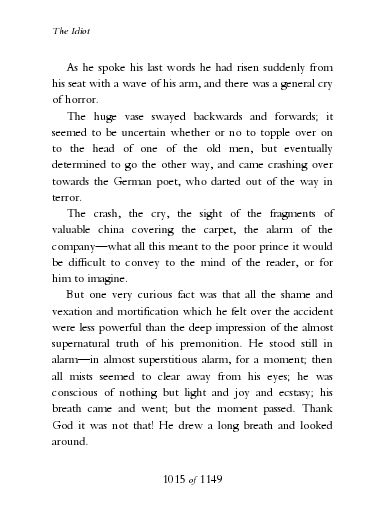 The Idiot
As he spoke his last words he had risen suddenly from
his seat with a wave of his arm, and there was a general cry
of horror.
The huge vase swayed backwards and forwards; it
seemed to be uncertain whether or no to topple over on
to the head of one of the old men, but eventually
determined to go the other way, and came crashing over
towards the German poet, who darted out of the way in
terror.
The crash, the cry, the sight of the fragments of
valuable china covering the carpet, the alarm of the
company—what all this meant to the poor prince it would
be difficult to convey to the mind of the reader, or for
him to imagine.
But one very curious fact was that all the shame and
vexation and mortification which he felt over the accident
were less powerful than the deep impression of the almost
supernatural truth of his premonition. He stood still in
alarm—in almost superstitious alarm, for a moment; then
all mists seemed to clear away from his eyes; he was
conscious of nothing but light and joy and ecstasy; his
breath came and went; but the moment passed. Thank
God it was not that! He drew a long breath and looked
around.
1015 of 1149